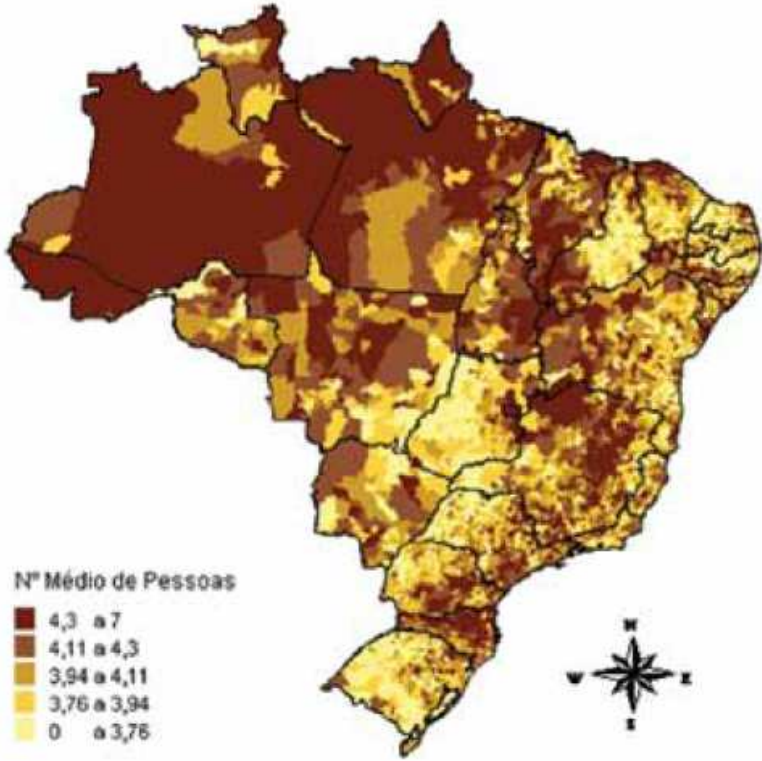 Nº Médio de Pessoas
4,3 a 7
4,11 a 4,3
3,94 a 4,11
3,76 a 3,94
0 a 3,76
N
W E
S